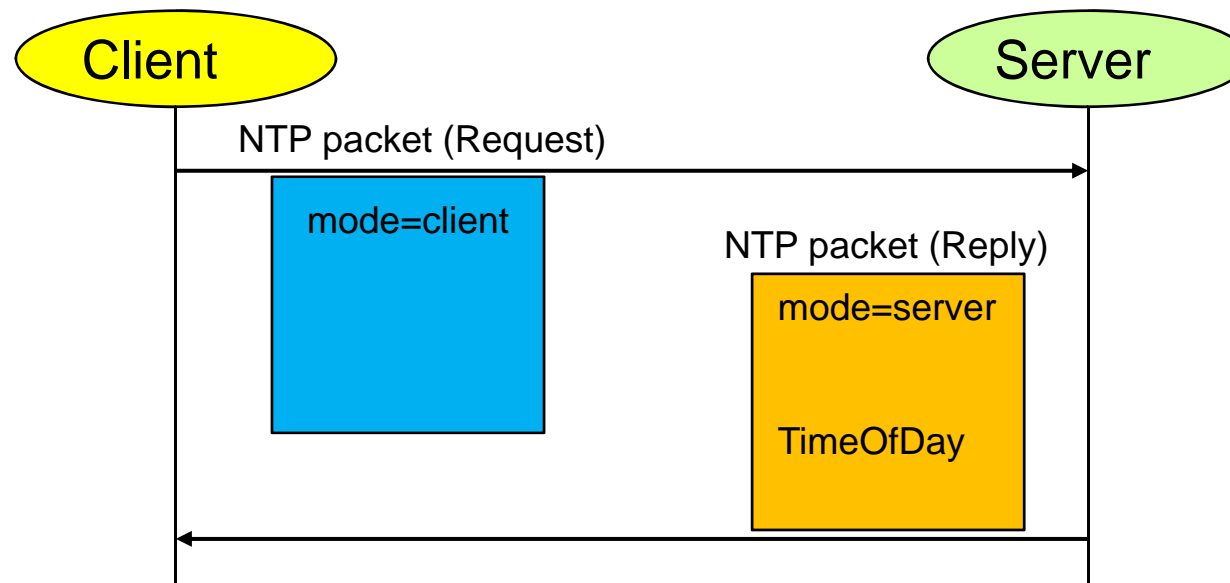 Client
Server
NTP packet (Request)
mode=client
NTP packet (Reply)
mode=server
TimeOfDay